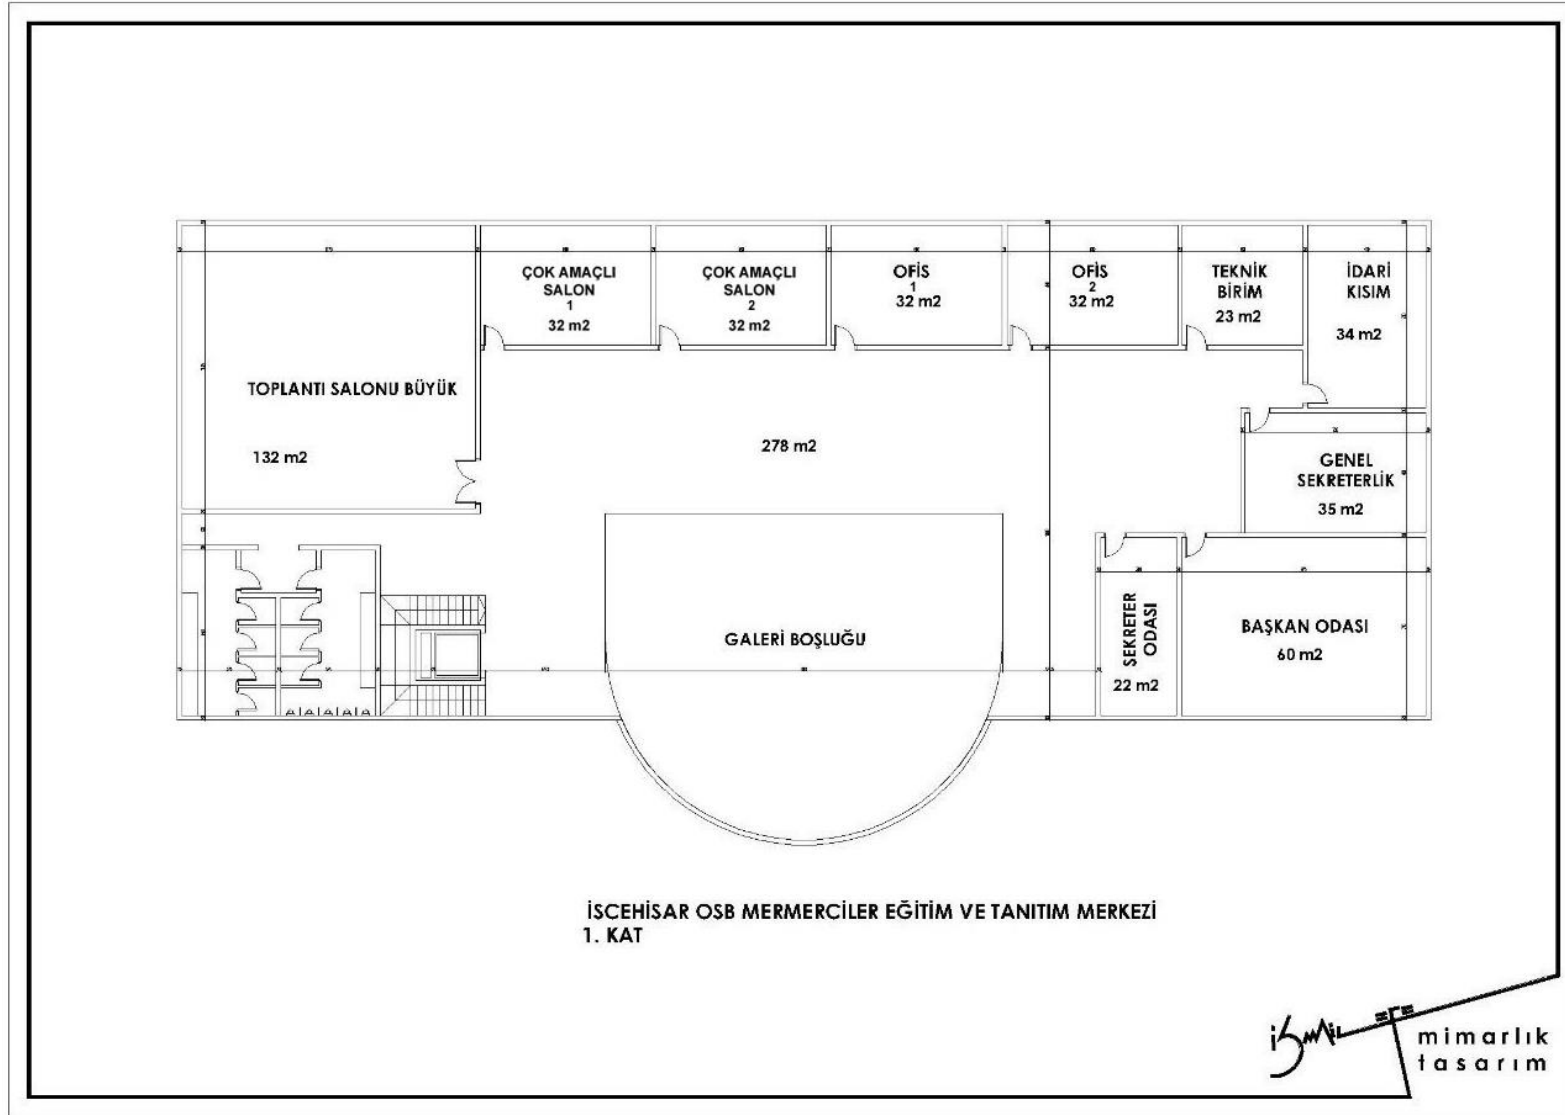 ÇOK AMAÇLI
SALON
1
32 m2
ÇOK AMAÇLI
SALON
2
32 m2
OFİS
1
32 m2
OFİS
2
32 m2
TEKNİK
BİRİM
23 m2
İDARİ
KISIM
34 m2
TOPLANTI SALONU BÜYÜK
132 m2
278 m2
GENEL
SEKRETERLİK
35 m2
GALERİ BOŞLUĞU
SEKRETER
ODASI
22 m2
BAŞKAN ODASI
60 m2
İSCEHİSAR OSB MERMERCİLER EĞİTİM VE TANITIM MERKEZİ
1. KAT
ismail
mimarlık
tasarım